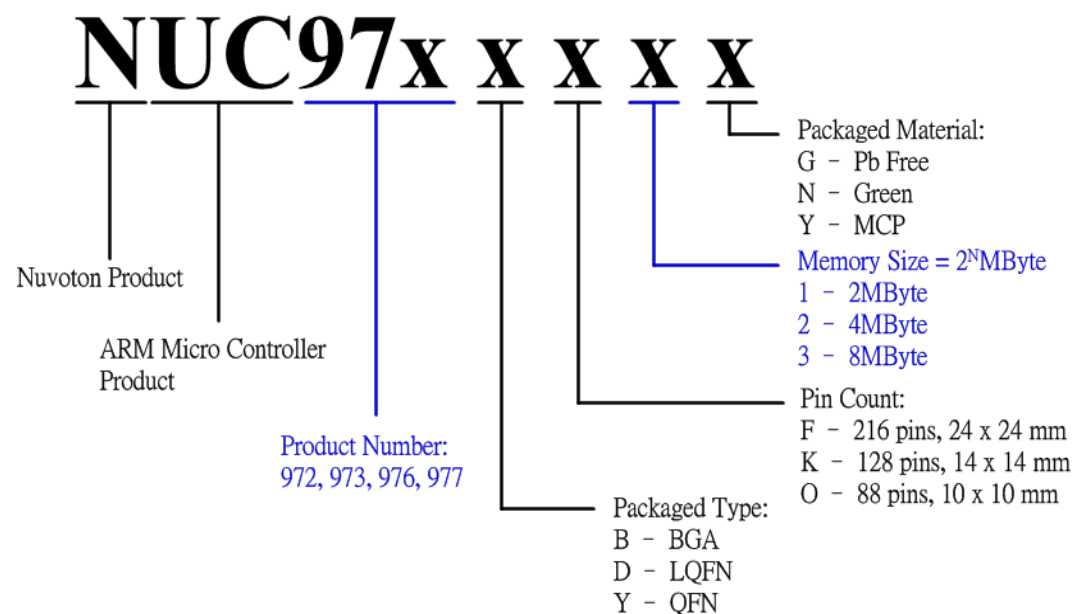 NUC97x x x x x
Packaged Material:
G - Pb Free
N - Green
Y - MCP
Nuvoton Product
Memory Size = 2ᴺMByte
1 - 2MByte
2 - 4MByte
3 - 8MByte
ARM Micro Controller
Product
Pin Count:
F - 216 pins, 24 x 24 mm
K - 128 pins, 14 x 14 mm
O - 88 pins, 10 x 10 mm
Product Number:
972, 973, 976, 977
Packaged Type:
B - BGA
D - LQFN
Y - QFN